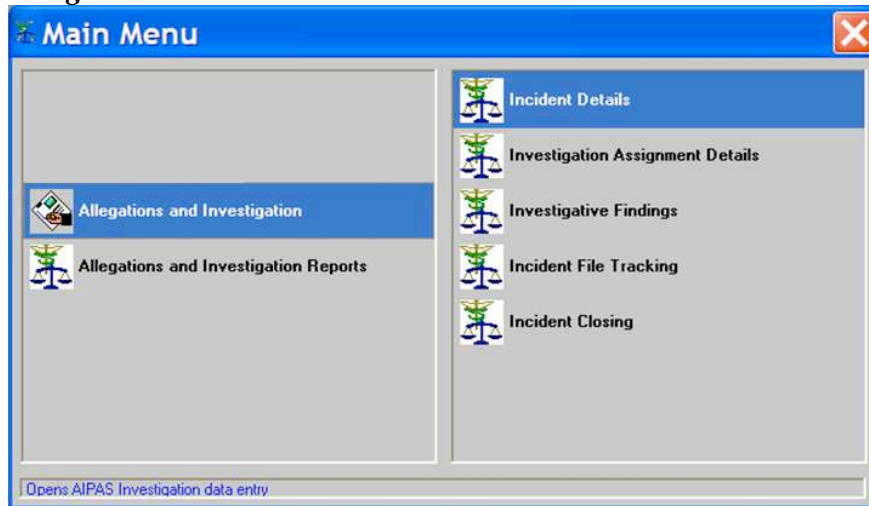 Main Menu
Allegations and Investigation
Allegations and Investigation Reports
Incident Details
Investigation Assignment Details
Investigative Findings
Incident File Tracking
Incident Closing
Opens AIPAS Investigation data entry